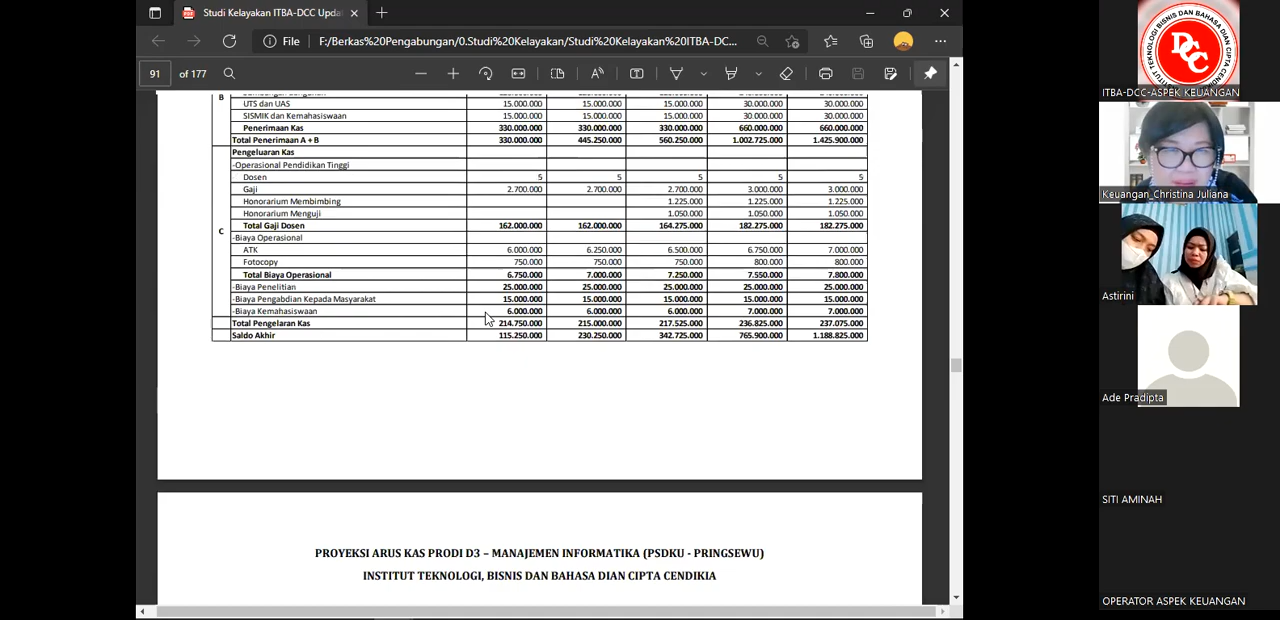 Studi Kelayakan ITBA-DCC Upda
File F:/Berkas%20Pengabungan/0.Studi%20Kelayakan/Studi%20Kelayakan%20ITBA-DC...
91 of 177
B
UTS dan UAS 15.000.000 15.000.000 15.000.000 30.000.000 30.000.000
SISMIK dan Kemahasiswaan 15.000.000 15.000.000 15.000.000 30.000.000 30.000.000
Penerimaan Kas 330.000.000 330.000.000 330.000.000 660.000.000 660.000.000
Total Penerimaan A + B 330.000.000 445.250.000 560.250.000 1.002.725.000 1.425.900.000
Pengeluaran Kas
-Operasional Pendidikan Tinggi
Dosen 5 5 5 5 5
Gaji 2.700.000 2.700.000 2.700.000 3.000.000 3.000.000
Honorarium Membimbing 1.225.000 1.225.000 1.225.000
Honorarium Menguji 1.050.000 1.050.000 1.050.000
Total Gaji Dosen 162.000.000 162.000.000 164.275.000 182.275.000 182.275.000
C
-Biaya Operasional
ATK 6.000.000 6.250.000 6.500.000 6.750.000 7.000.000
Fotocopy 750.000 750.000 750.000 800.000 800.000
Total Biaya Operasional 6.750.000 7.000.000 7.250.000 7.550.000 7.800.000
-Biaya Penelitian 25.000.000 25.000.000 25.000.000 25.000.000 25.000.000
-Biaya Pengabdian Kepada Masyarakat 15.000.000 15.000.000 15.000.000 15.000.000 15.000.000
-Biaya Kemahasiswaan 6.000.000 6.000.000 6.000.000 7.000.000 7.000.000
Total Pengelaran Kas 214.750.000 215.000.000 217.525.000 236.825.000 237.075.000
Saldo Akhir 115.250.000 230.250.000 342.725.000 765.900.000 1.188.825.000
PROYEKSI ARUS KAS PRODI D3 – MANAJEMEN INFORMATIKA (PSDKU - PRINGSEWU)
INSTITUT TEKNOLOGI, BISNIS DAN BAHASA DIAN CIPTA CENDIKIA
INSTITUT TEKNOLOGI BISNIS DAN BAHASA DIAN CIPTA CENDIKIA
DCC
ITBA-DCC-ASPEK KEUANGAN
Keuangan_Christina Juliana
Astirini
Ade Pradipta
SITI AMINAH
OPERATOR ASPEK KEUANGAN